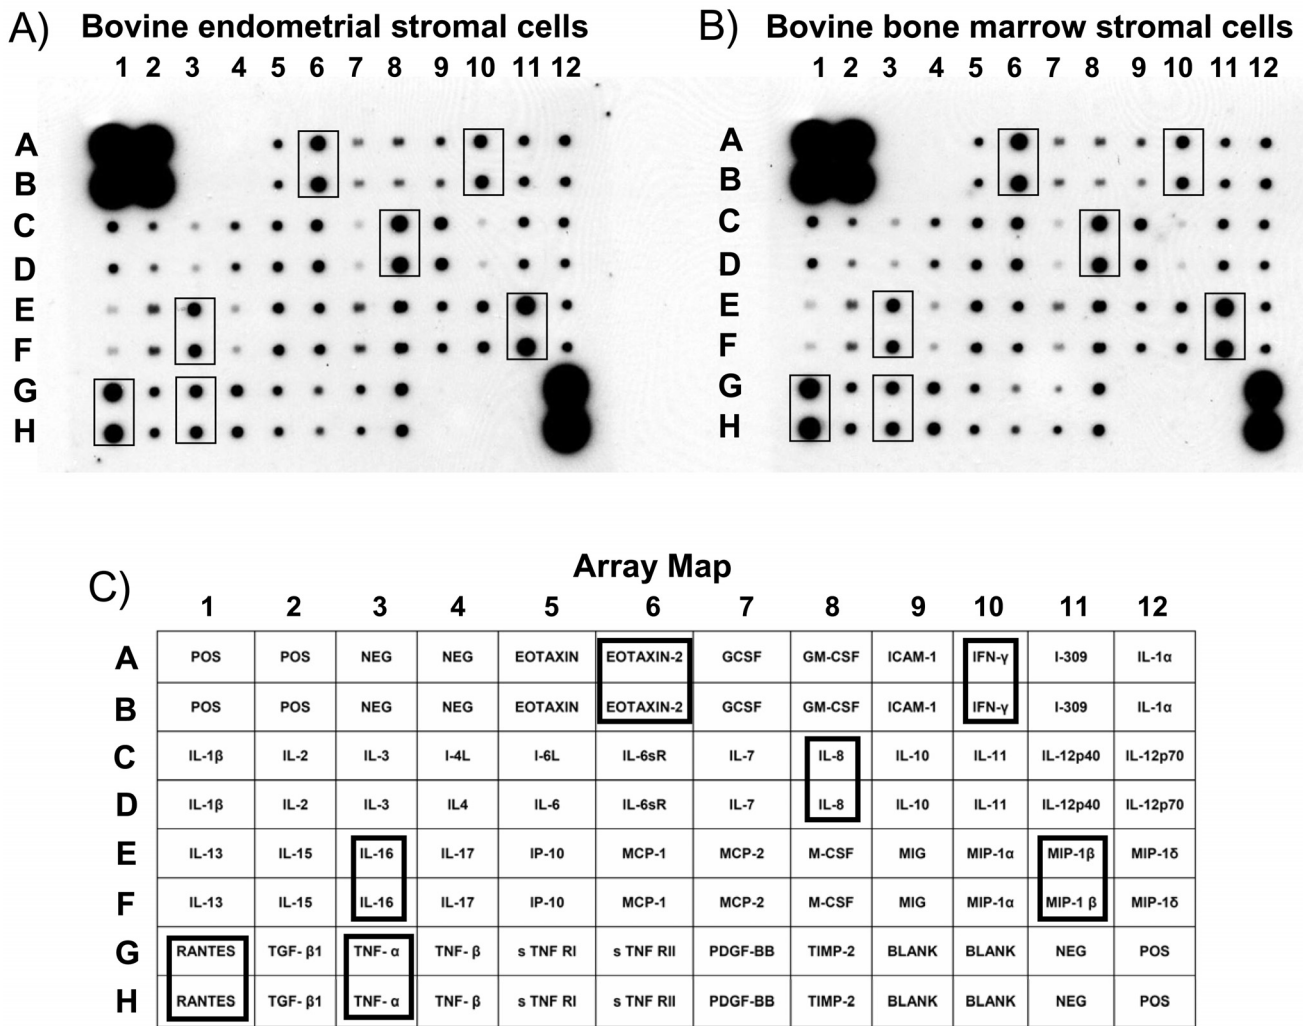 A) Bovine endometrial stromal cells
1 2 3 4 5 6 7 8 9 10 11 12
A
B
C
D
E
F
G
H
B) Bovine bone marrow stromal cells
1 2 3 4 5 6 7 8 9 10 11 12
A
B
C
D
E
F
G
H
C) Array Map
1 2 3 4 5 6 7 8 9 10 11 12
A POS POS NEG NEG EOTAXIN EOTAXIN-2 GCSF GM-CSF ICAM-1 IFN-γ I-309 IL-1α
B POS POS NEG NEG EOTAXIN EOTAXIN-2 GCSF GM-CSF ICAM-1 IFN-γ I-309 IL-1α
C IL-1β IL-2 IL-3 I-4L I-6L IL-6sR IL-7 IL-8 IL-10 IL-11 IL-12p40 IL-12p70
D IL-1β IL-2 IL-3 IL4 IL-6 IL-6sR IL-7 IL-8 IL-10 IL-11 IL-12p40 IL-12p70
E IL-13 IL-15 IL-16 IL-17 IP-10 MCP-1 MCP-2 M-CSF MIG MIP-1α MIP-1β MIP-1δ
F IL-13 IL-15 IL-16 IL-17 IP-10 MCP-1 MCP-2 M-CSF MIG MIP-1α MIP-1 β MIP-1δ
G RANTES TGF- β1 TNF- α TNF- β s TNF RI s TNF RII PDGF-BB TIMP-2 BLANK BLANK NEG POS
H RANTES TGF- β1 TNF- α TNF- β s TNF RI s TNF RII PDGF-BB TIMP-2 BLANK BLANK NEG POS